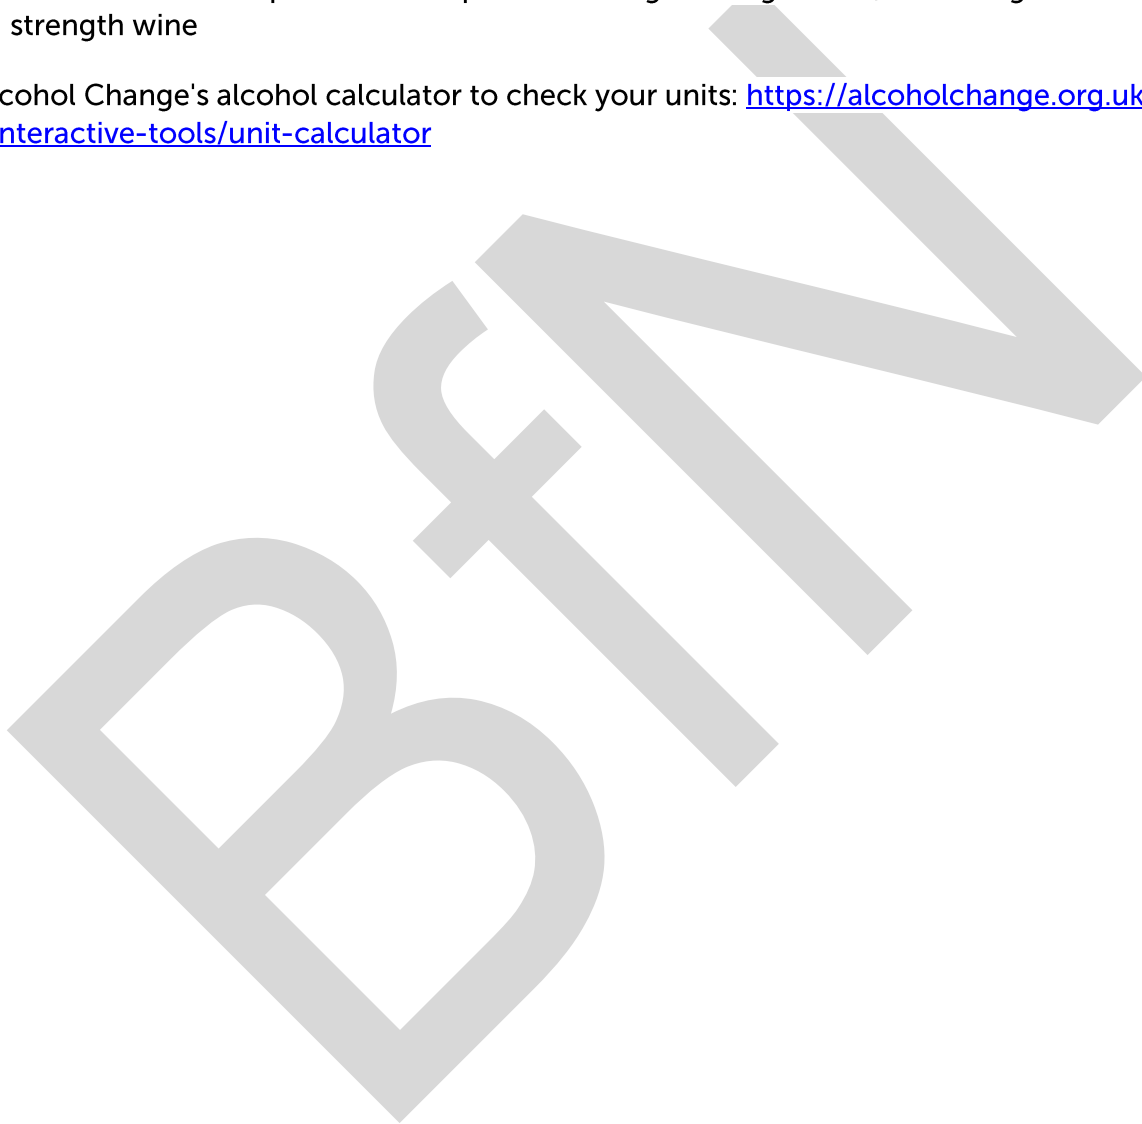 strength wine
cohol Change's alcohol calculator to check your units: https://alcoholchange.org.uk
nteractive-tools/unit-calculator
BfN